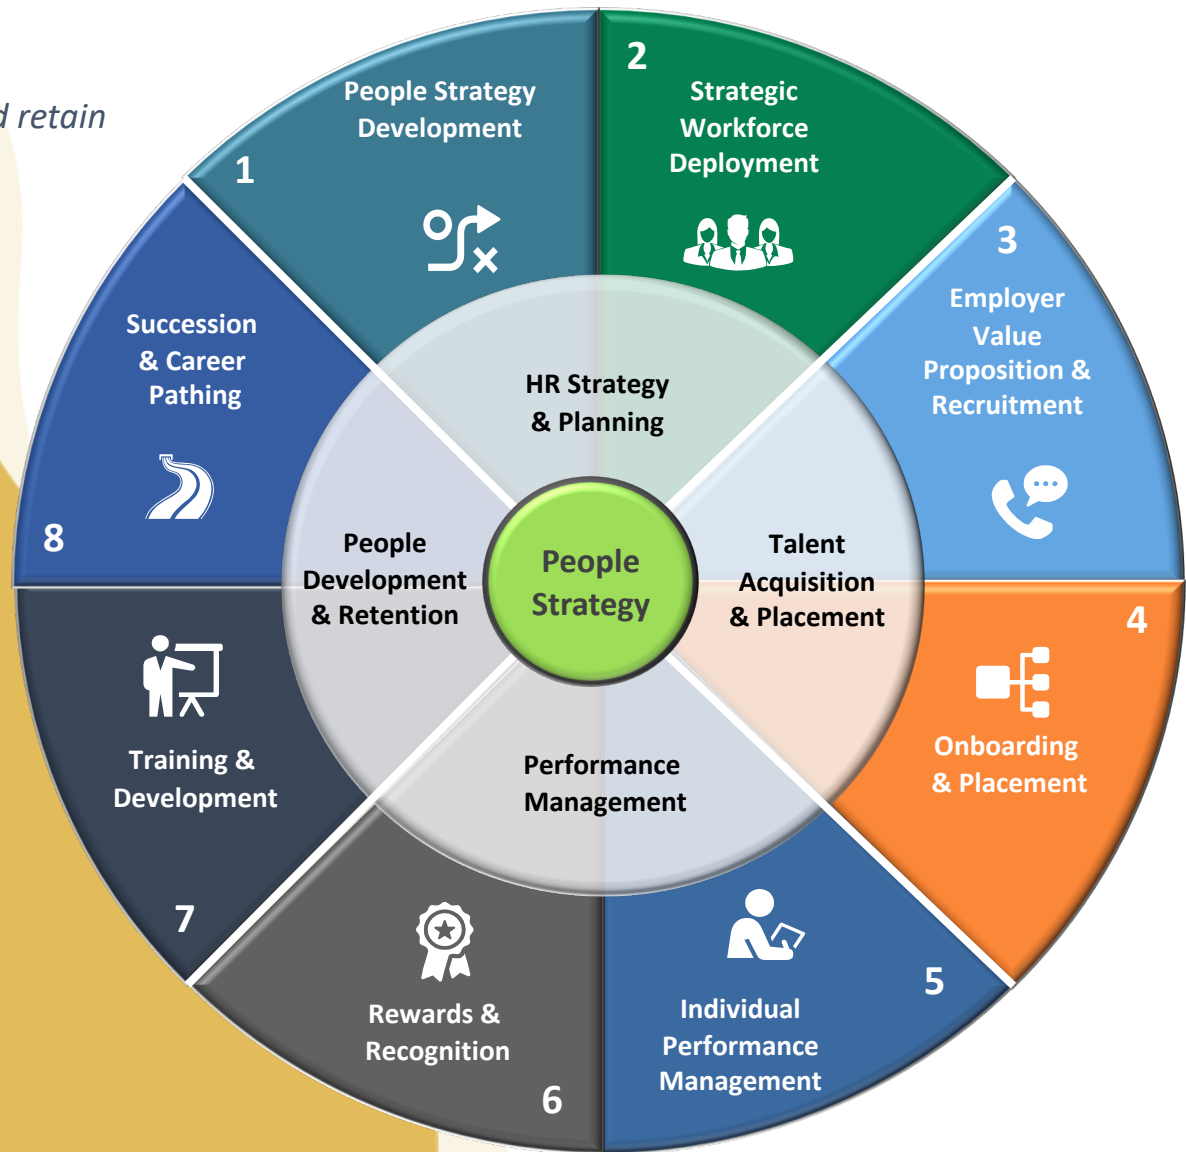 retain
1
People Strategy
Development
2
Strategic
Workforce
Deployment
3
Employer
Value
Proposition &
Recruitment
4
Onboarding
& Placement
5
Individual
Performance
Management
6
Rewards &
Recognition
7
Training &
Development
8
Succession
& Career
Pathing
HR Strategy
& Planning
Talent
Acquisition
& Placement
Performance
Management
People
Development
& Retention
People
Strategy